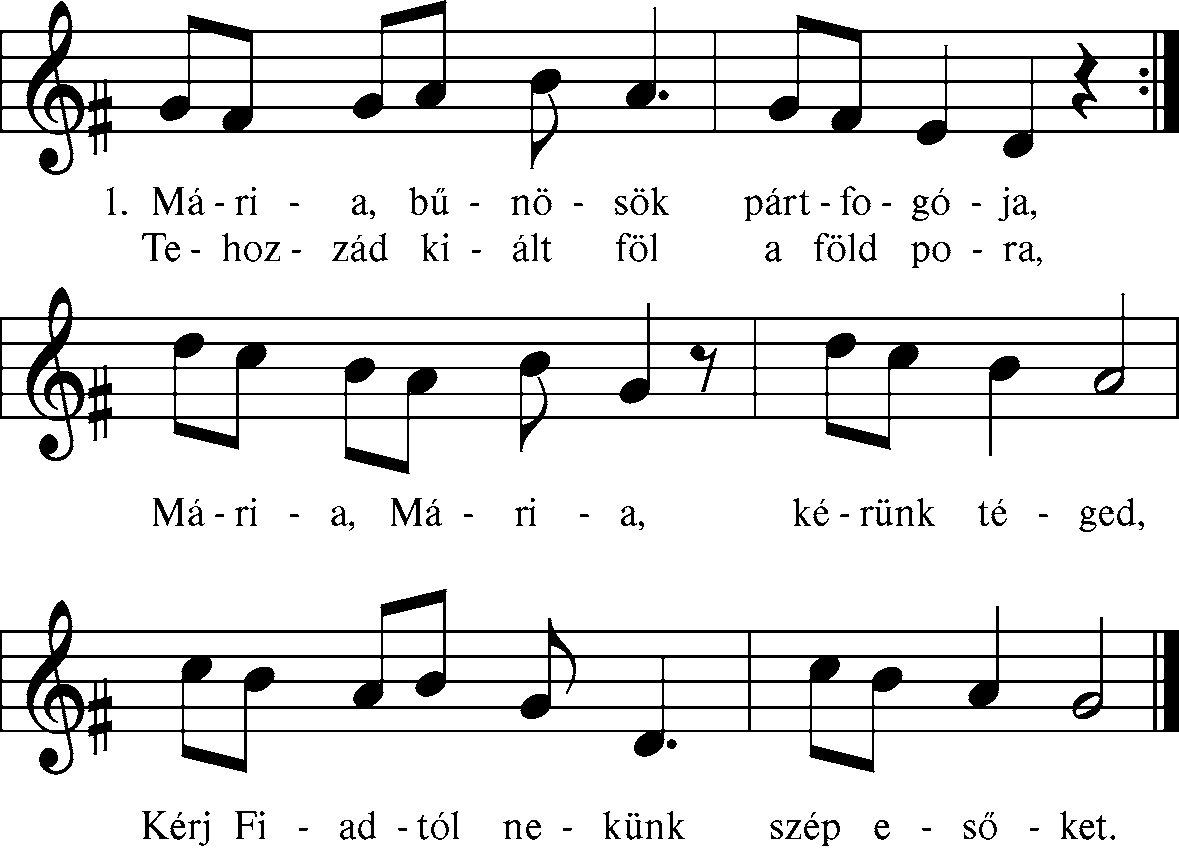 1. Má - ri - a, bű - nö - sök párt - fo - gó - ja,
Te - hoz - zád ki - ált föl a föld po - ra,
Má - ri - a, Má - ri - a, ké - rünk té - ged,
Kérj Fi - ad - tól ne - künk szép e - ső - ket.